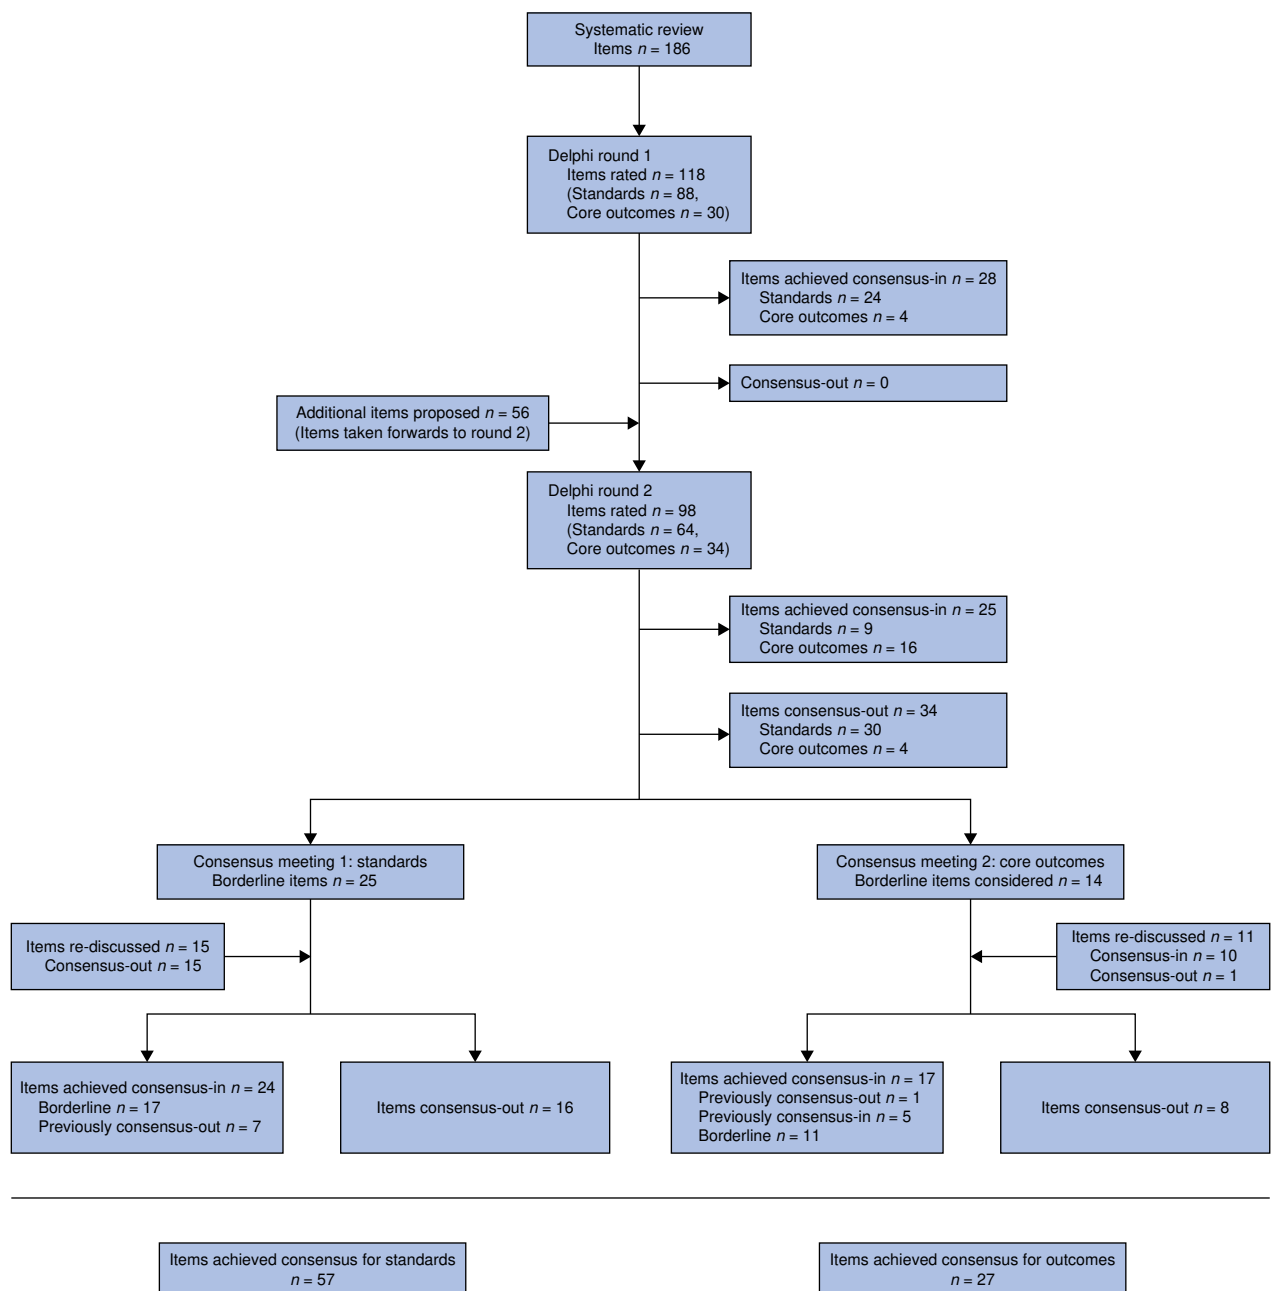 Systematic review
Items n = 186
Delphi round 1
Items rated n = 118
(Standards n = 88,
Core outcomes n = 30)
Items achieved consensus-in n = 28
Standards n = 24
Core outcomes n = 4
Consensus-out n = 0
Additional items proposed n = 56
(Items taken forwards to round 2)
Delphi round 2
Items rated n = 98
(Standards n = 64,
Core outcomes n = 34)
Items achieved consensus-in n = 25
Standards n = 9
Core outcomes n = 16
Items consensus-out n = 34
Standards n = 30
Core outcomes n = 4
Consensus meeting 1: standards
Borderline items n = 25
Consensus meeting 2: core outcomes
Borderline items considered n = 14
Items re-discussed n = 15
Consensus-out n = 15
Items re-discussed n = 11
Consensus-in n = 10
Consensus-out n = 1
Items achieved consensus-in n = 24
Borderline n = 17
Previously consensus-out n = 7
Items consensus-out n = 16
Items achieved consensus-in n = 17
Previously consensus-out n = 1
Previously consensus-in n = 5
Borderline n = 11
Items consensus-out n = 8
Items achieved consensus for standards
n = 57
Items achieved consensus for outcomes
n = 27